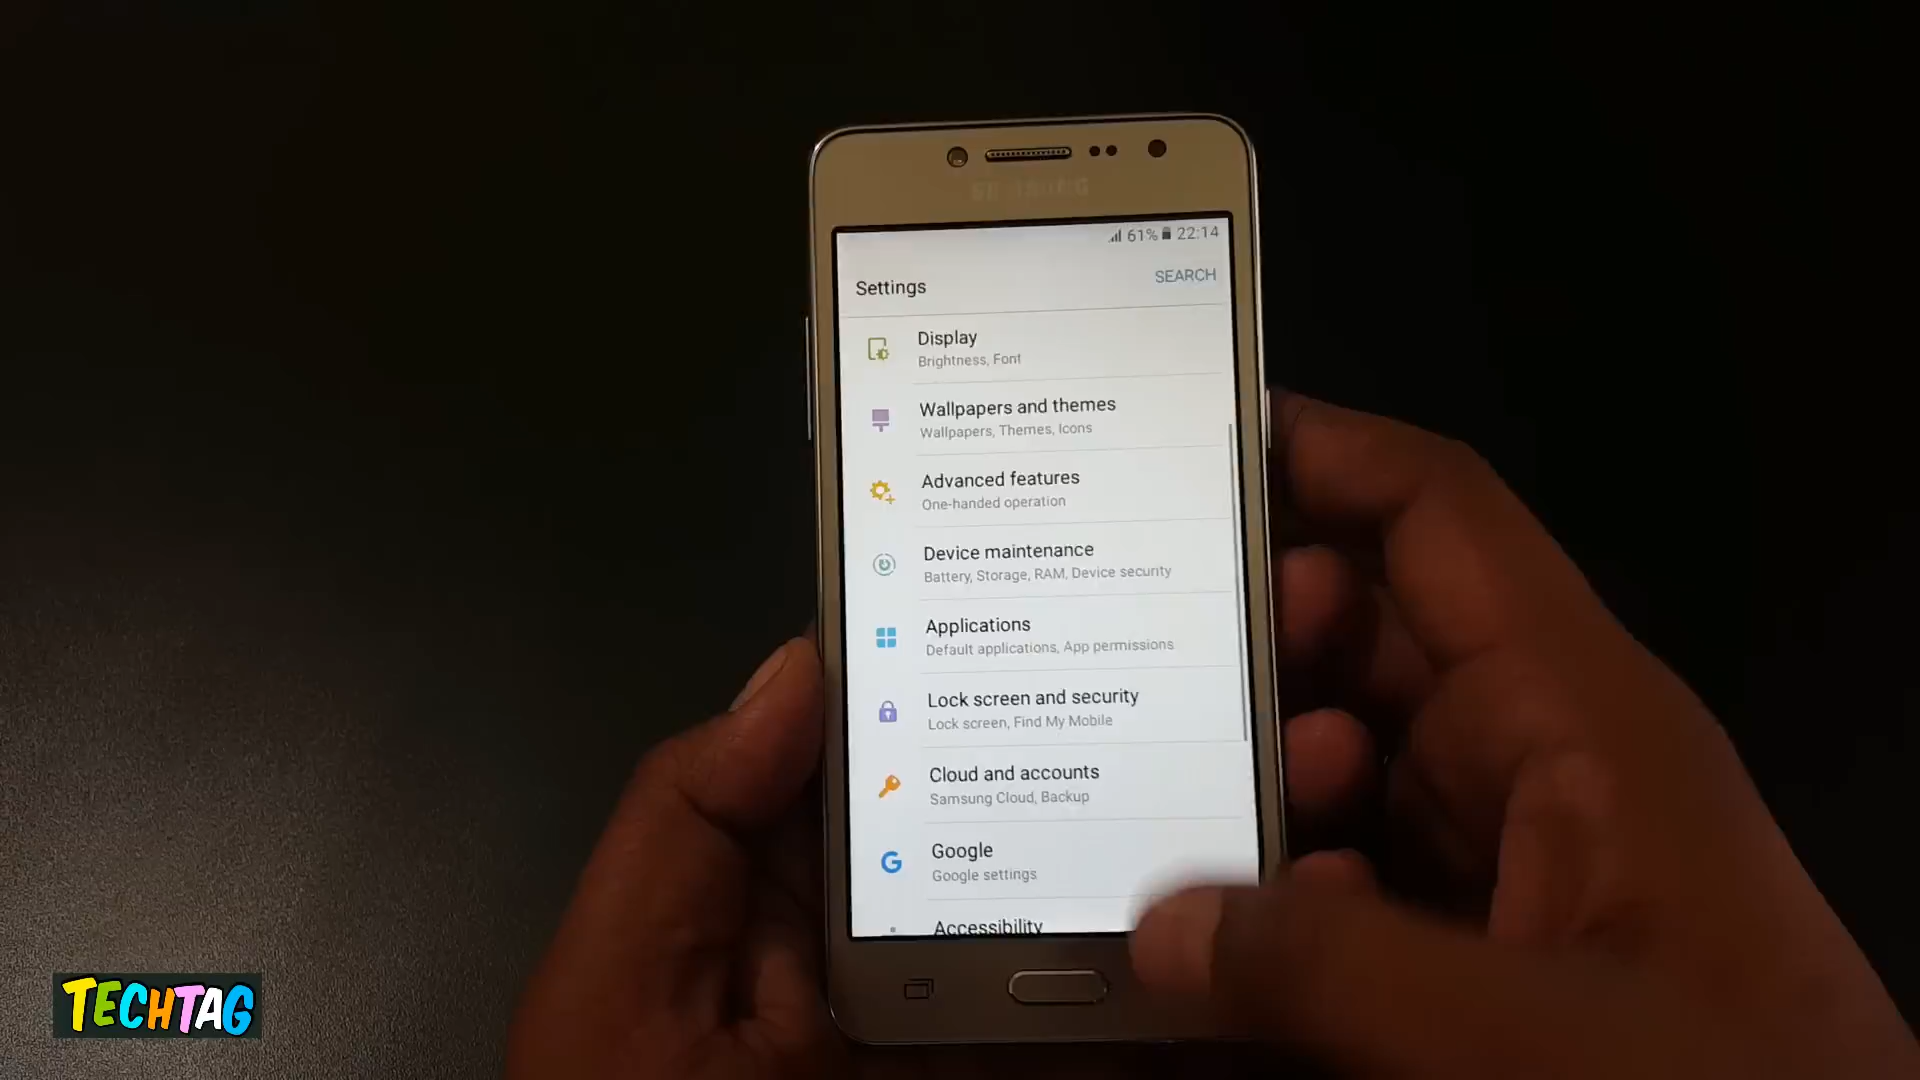 SAMSUNG
61% 22:14
Settings
SEARCH
Display
Brightness, Font
Wallpapers and themes
Wallpapers, Themes, Icons
Advanced features
One-handed operation
Device maintenance
Battery, Storage, RAM, Device security
Applications
Default applications, App permissions
Lock screen and security
Lock screen, Find My Mobile
Cloud and accounts
Samsung Cloud, Backup
Google
Google settings
Accessibility
TECHTAG